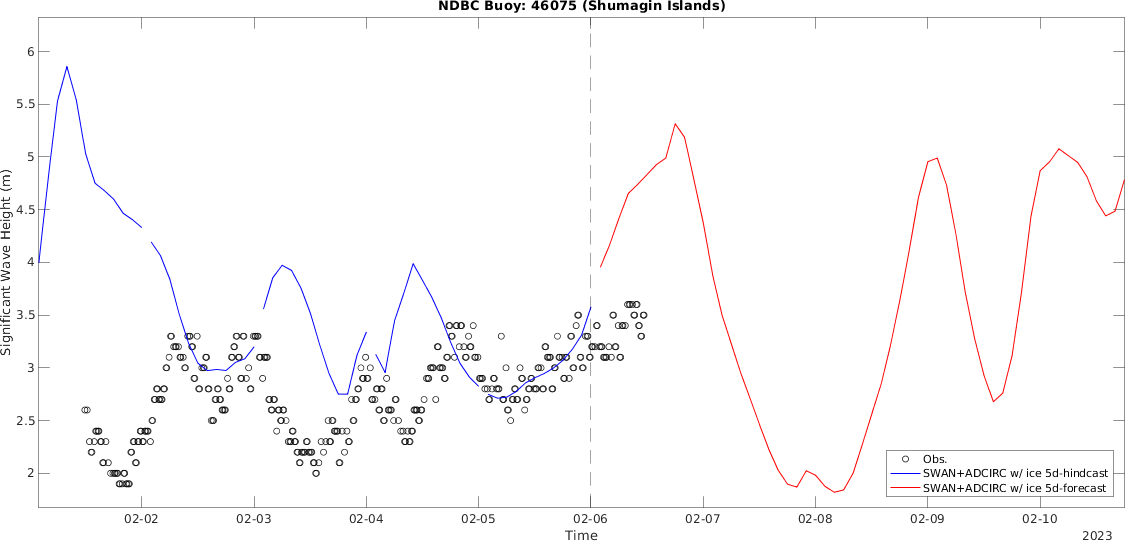 NDBC Buoy: 46075 (Shumagin Islands)
Significant Wave Height (m)
6
5.5
5
4.5
4
3.5
3
2.5
2
Obs.
SWAN+ADCIRC w/ ice 5d-hindcast
SWAN+ADCIRC w/ ice 5d-forecast
02-02 02-03 02-04 02-05 02-06 02-07 02-08 02-09 02-10
Time
2023